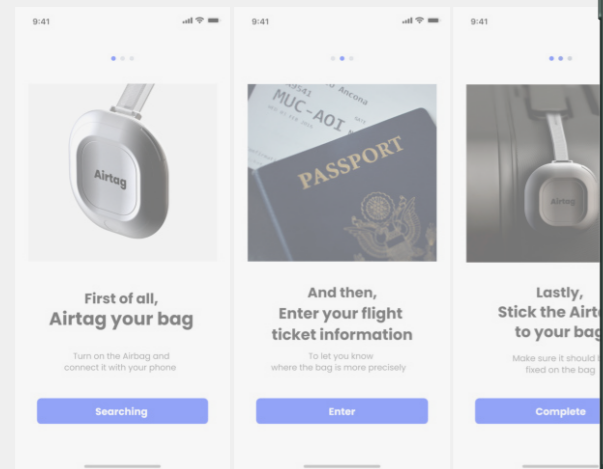 9:41
Airtag
First of all,
Airtag your bag
Turn on the Airbag and
connect it with your phone
Searching
9:41
Ancona
MUC-AOI
DATE
PASSPORT
And then,
Enter your flight
ticket information
To let you know
where the bag is more precisely
Enter
9:41
Airtag
Lastly,
Stick the Airt
to your bag
Make sure it should
fixed on the bag
Complete